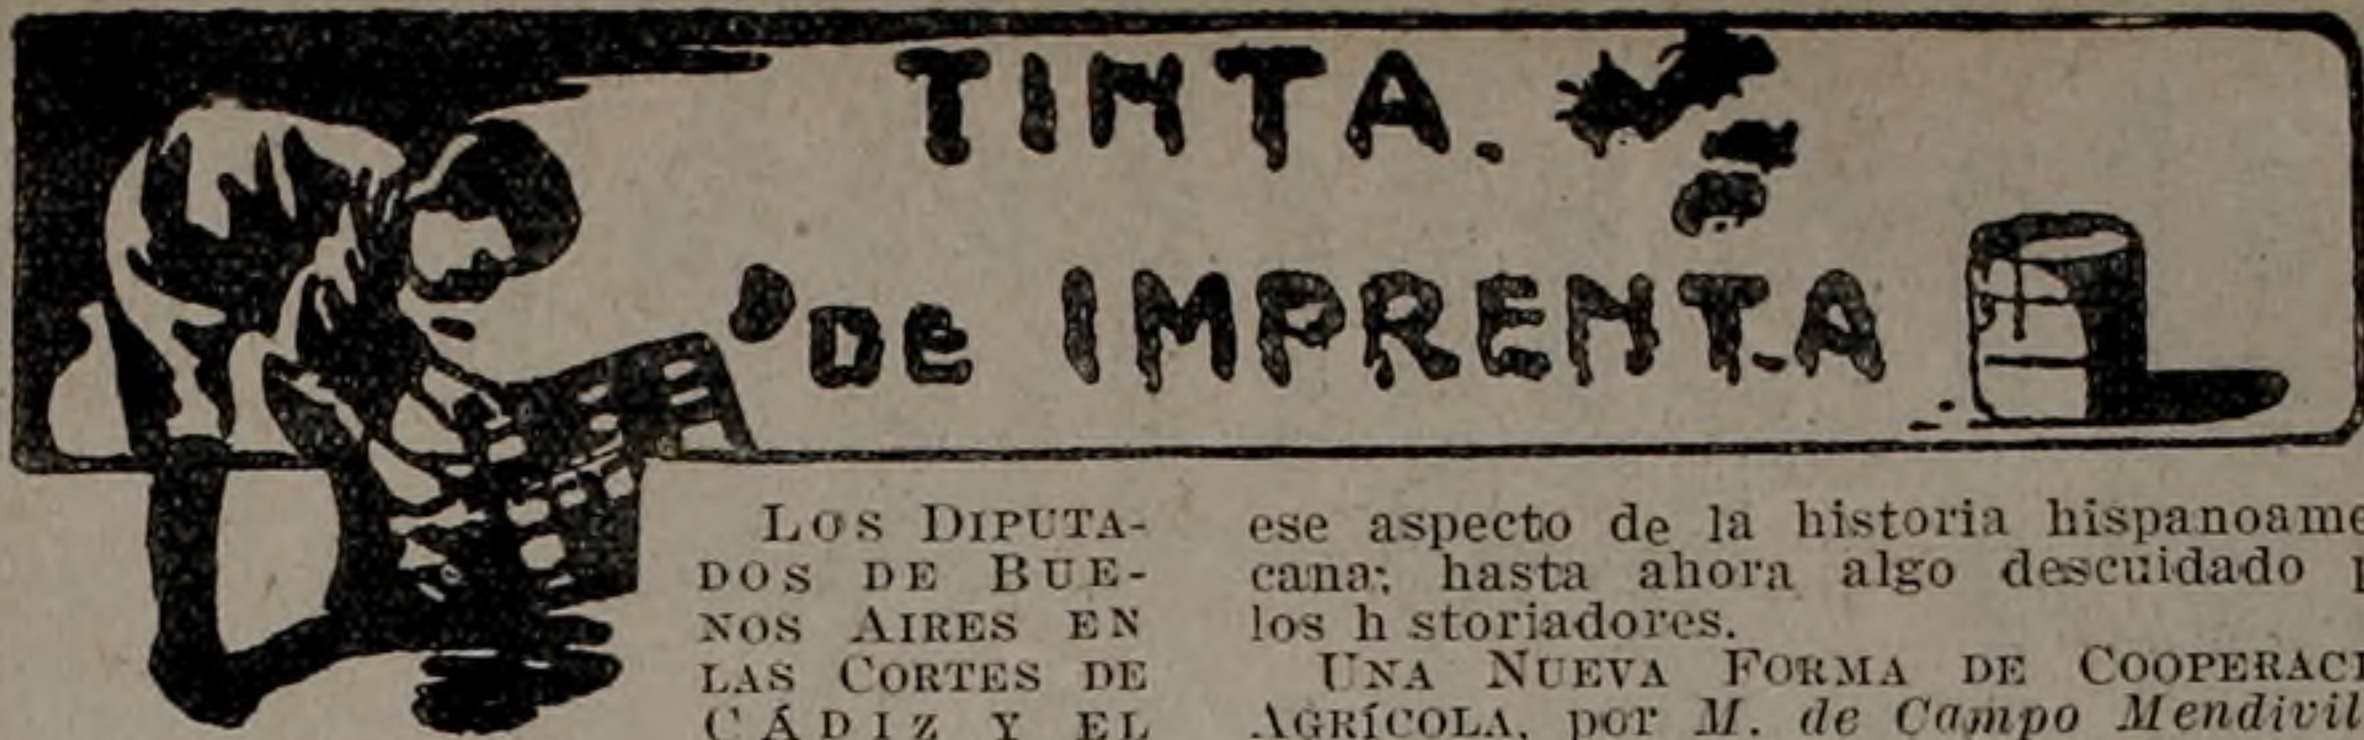 TINTA.
DE IMPRENTA
LOS DIPUTA-
DOS DE BUE-
NOS AIRES EN
LAS CORTES DE
CÁDIZ Y EL
ese aspecto de la historia hispanoame
cana; hasta ahora algo descuidado
los h storiadores.
UNA NUEVA FORMA DE COOPERACI
AGRÍCOLA, por M. de Campo Mendivil